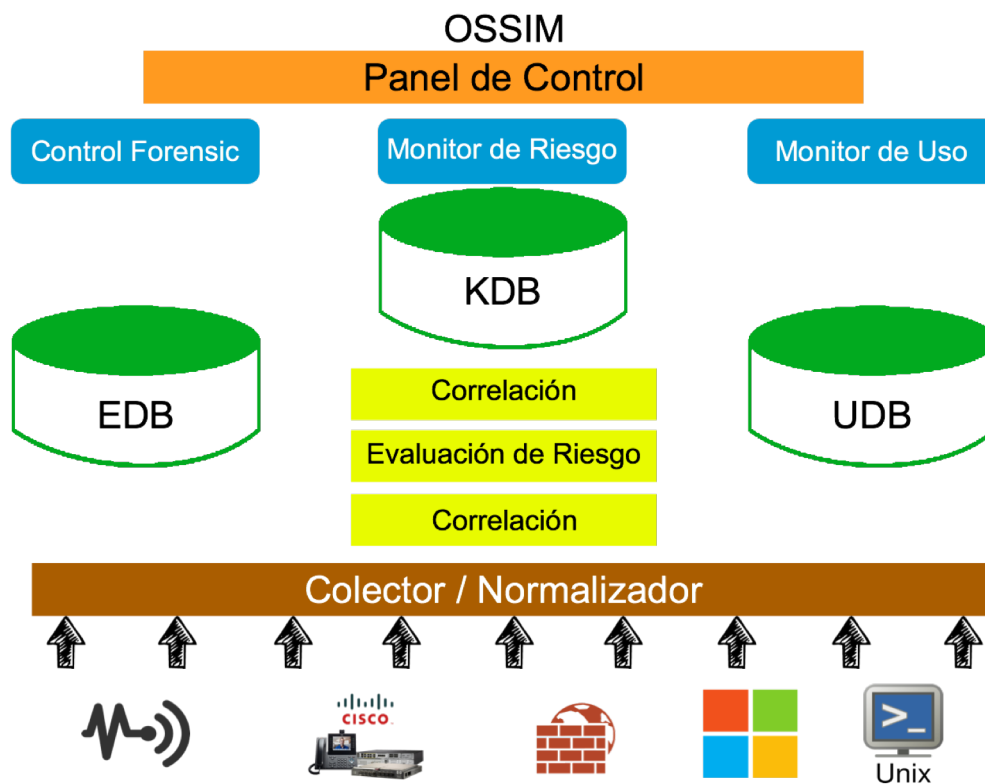 OSSIM
Panel de Control
Control Forensic
Monitor de Riesgo
Monitor de Uso
KDB
EDB
UDB
Correlación
Evaluación de Riesgo
Correlación
Colector / Normalizador
CISCO
>_
Unix